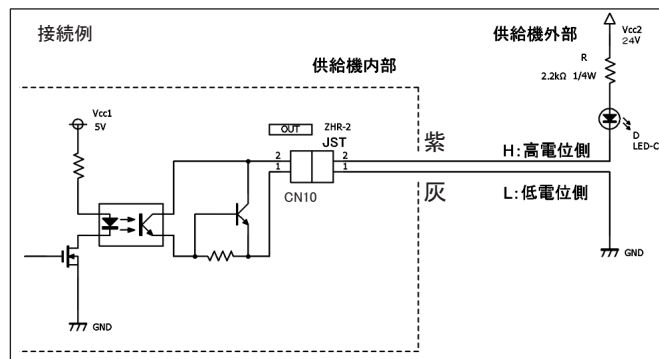 接続例
供給機外部
Vcc2
24V
R
2.2kΩ 1/4W
供給機内部
Vcc1
5V
OUT
ZHR-2
JST
紫
D
LED-C
2
2
H:高電位側
1
1
CN10
灰
L:低電位側
GND
GND